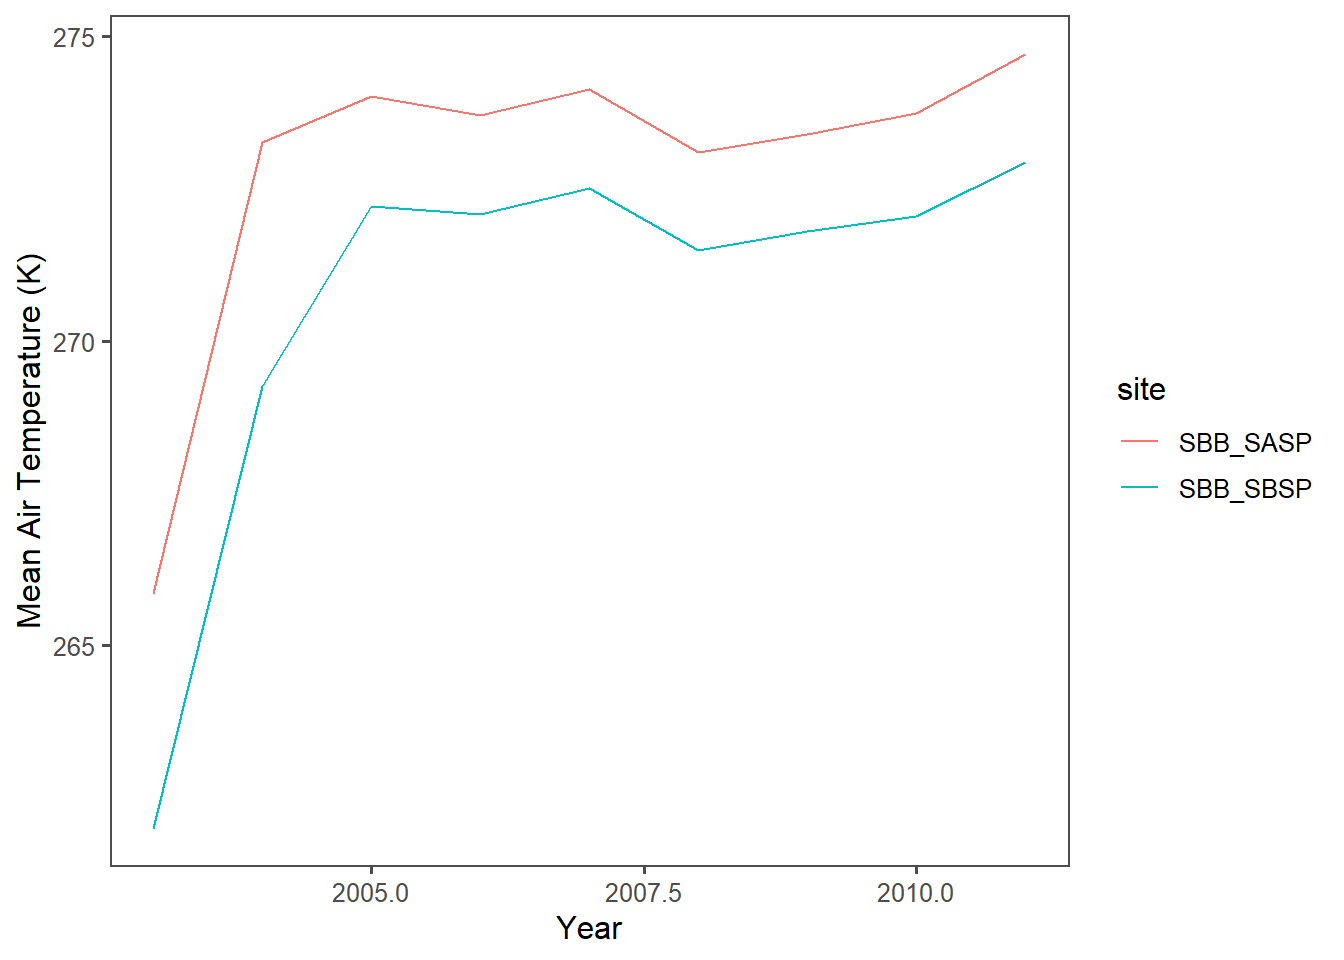 275
270
265
Mean Air Temperature (K)
2005.0
2007.5
2010.0
Year
site
SBB_SASP
SBB_SBSP